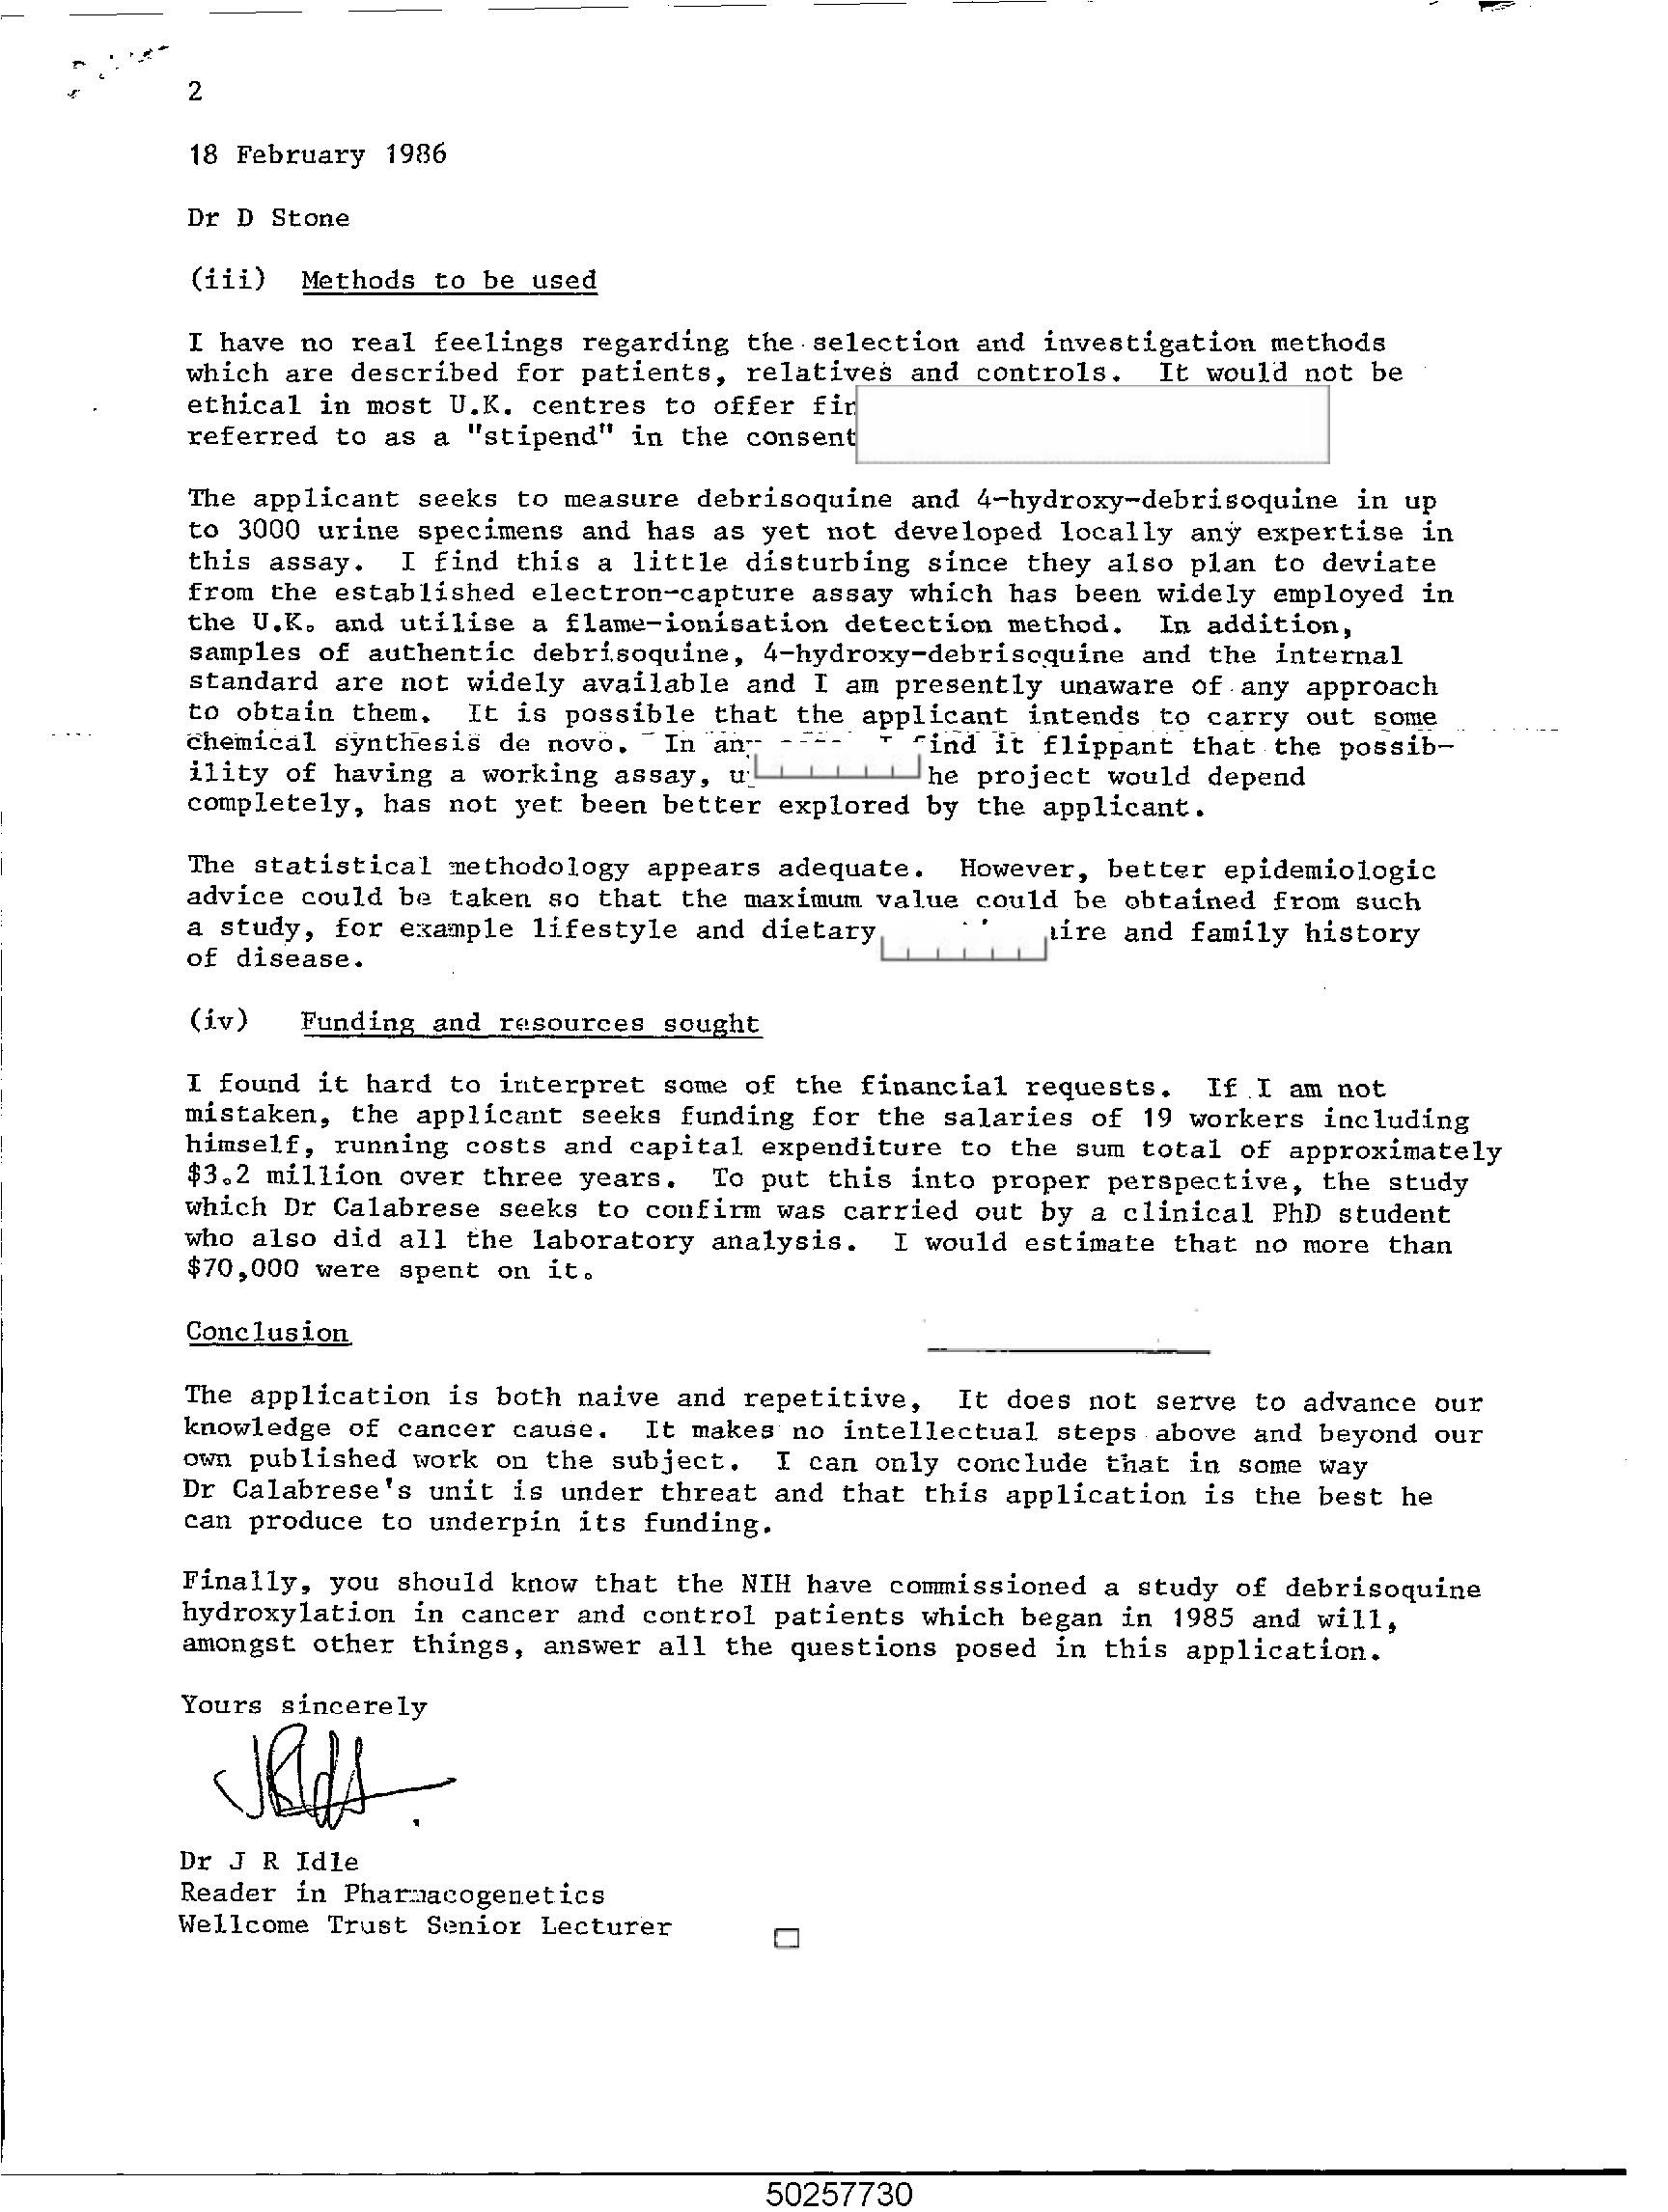 2
18 February 1986
Dr D Stone
(iii) Methods to be used
I have no real feelings regarding the selection and investigation methods
which are described for patients, relatives and controls. It would not be
ethical in most U.K. centres to offer
referred to as a "stipend" in the consent
The applicant seeks to measure debrisoquine and 4-hydroxy-debrisoquine in up
to 3000 urine specimens and has as yet not developed locally any expertise in
this assay. I find this a little disturbing since they also plan to deviate
from the established electron-capture assay which has been widely employed in
the U.K. and utilise a flame-ionisation detection method. In addition,
samples of authentic debrisoquine, 4-hydroxy-debrisoquine and the internal
standard are not widely available and I am presently unaware of any approach
to obtain them. It is possible that the applicant intends to carry out some
chemical synthesis de novo. In it flippant that the possib-
ility of having a working assay, project would depend
completely, has not yet been better explored by the applicant.
The statistical methodology appears adequate. However, better epidemiologic
advice could be taken so that the maximum value could be obtained from such
a study, for example lifestyle and dietary and family history
of disease.
(iv) Funding and resources sought
I found it hard to interpret some of the financial requests. If I am not
mistaken, the applicant seeks funding for the salaries of 19 workers including
himself, running costs and capital expenditure to the sum total of approximately
$3.2 million over three years. To put this into proper perspective, the study
which Dr Calabrese seeks to confirm was carried out by a clinical PhD student
who also did all the laboratory analysis. I would estimate that no more than
$70,000 were spent on it.
Conclusion
The application is both naive and repetitive, It does not serve to advance our
knowledge of cancer cause. It makes no intellectual steps above and beyond our
own published work on the subject. I can only conclude that in some way
Dr Calabrese's unit is under threat and that this application is the best he
can produce to underpin its funding.
Finally, you should know that the NIH have commissioned a study of debrisoquine
hydroxylation in cancer and control patients which began in 1985 and will,
amongst other things, answer all the questions posed in this application.
Yours sincerely
Dr J R Idle
Reader in Pharmacogenetics
Wellcome Trust Senior Lecturer
50257730